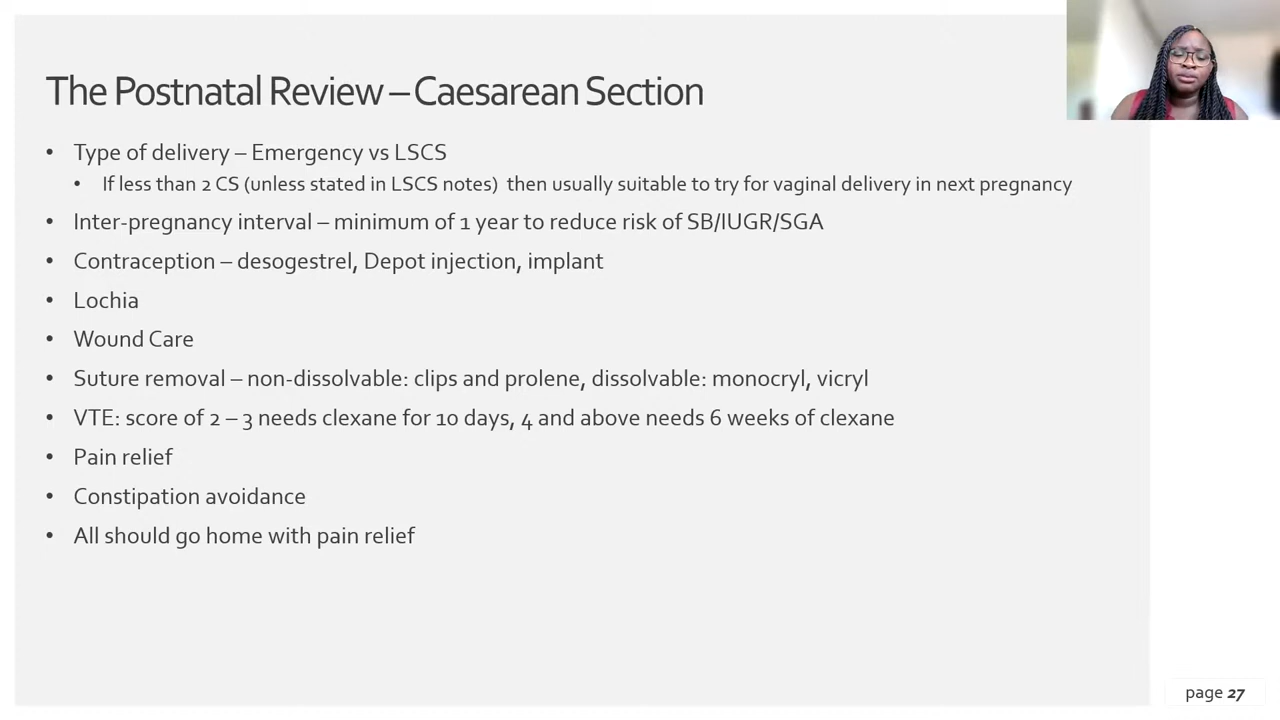 The Postnatal Review – Caesarean Section
• Type of delivery – Emergency vs LSCS
• If less than 2 CS (unless stated in LSCS notes) then usually suitable to try for vaginal delivery in next pregnancy
• Inter-pregnancy interval – minimum of 1 year to reduce risk of SB/IUGR/SGA
• Contraception – desogestrel, Depot injection, implant
• Lochia
• Wound Care
• Suture removal – non-dissolvable: clips and prolene, dissolvable: monocryl, vicryl
• VTE: score of 2 – 3 needs clexane for 10 days, 4 and above needs 6 weeks of clexane
• Pain relief
• Constipation avoidance
• All should go home with pain relief
page 27